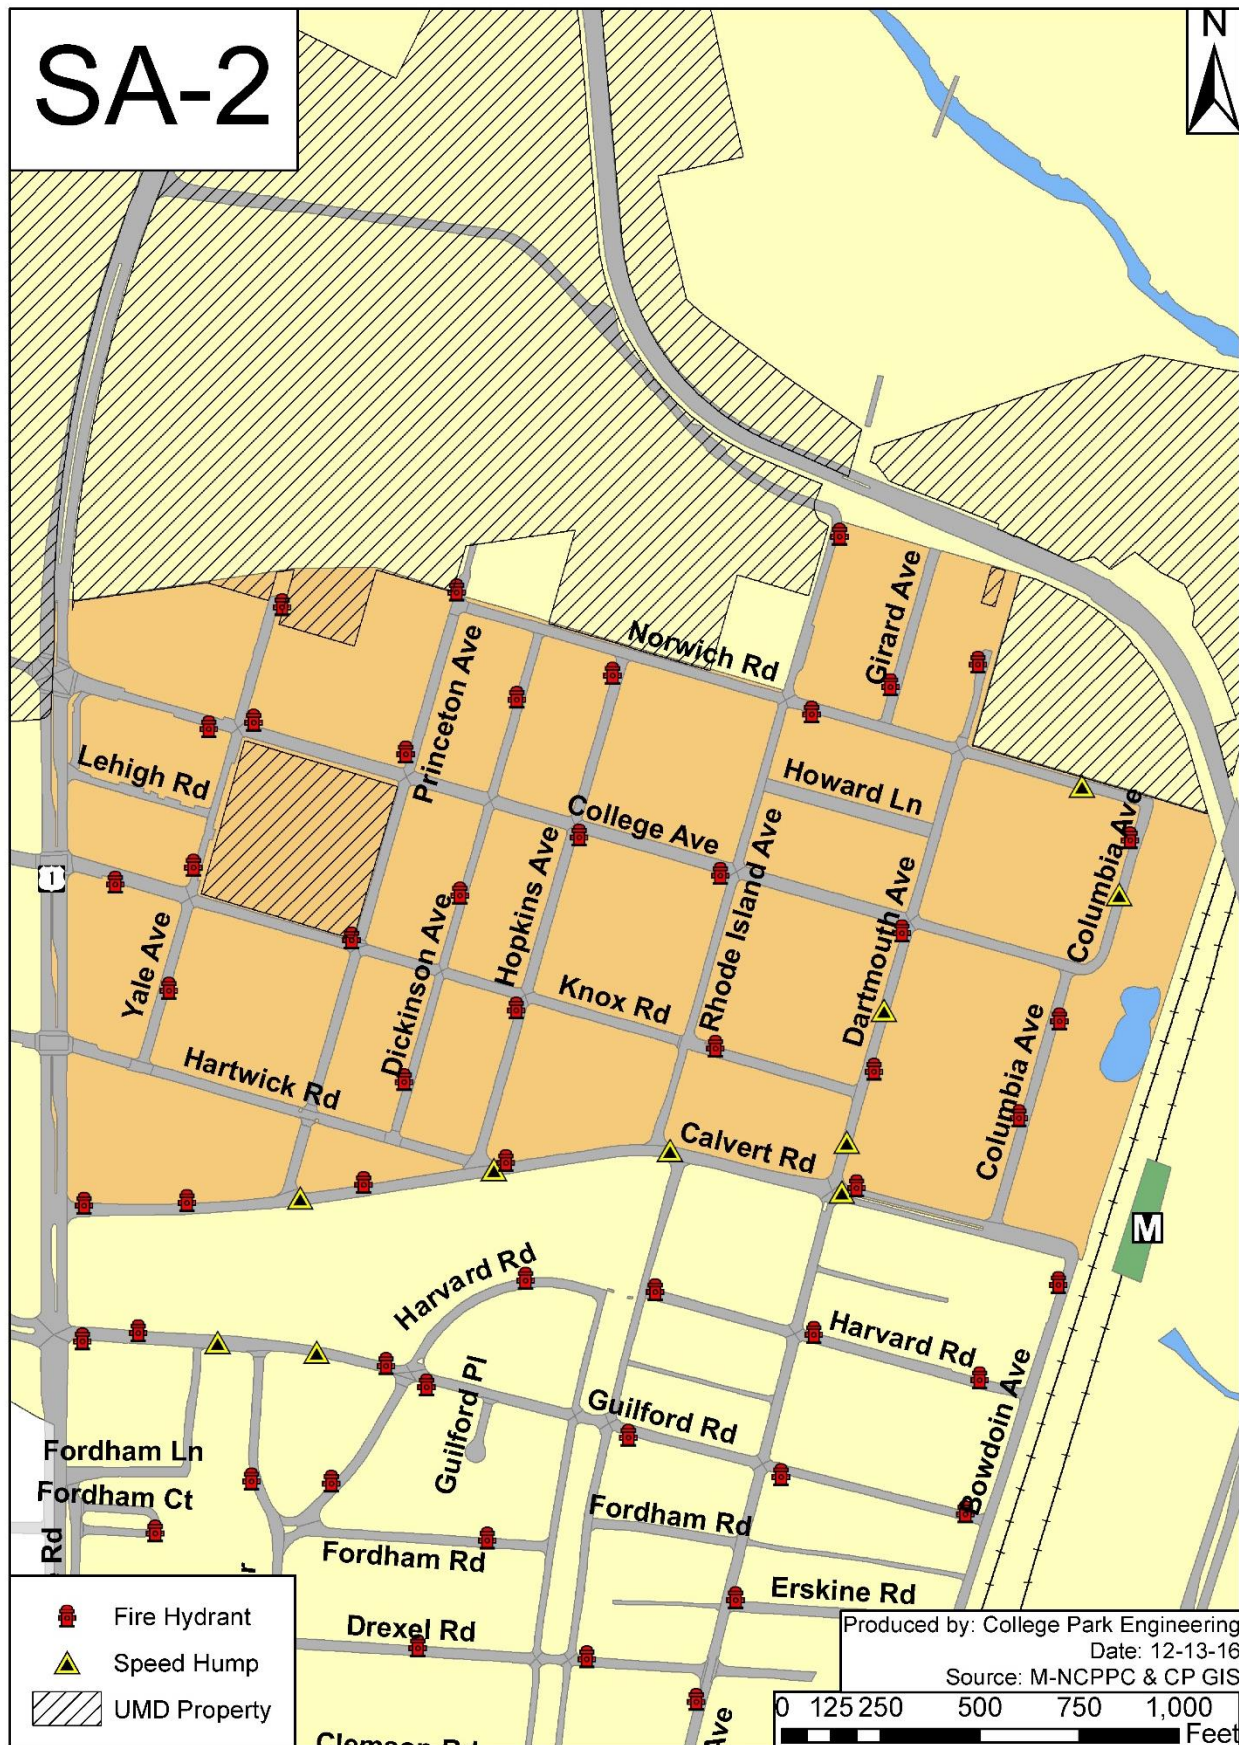 SA-2
N
Girard Ave
Norwich Rd
Princeton Ave
Lehigh Rd
Howard Ln
College Ave
Columbia Ave
1
Hopkins Ave
Rhode Island Ave
Dartmouth Ave
Yale Ave
Dickinson Ave
Knox Rd
Columbia Ave
Hartwick Rd
Calvert Rd
M
Harvard Rd
Harvard Rd
Guilford Pl
Guilford Rd
Bowdoin Ave
Fordham Ln
Fordham Ct
Fordham Rd
Rd
Fordham Rd
Erskine Rd
Drexel Rd
Ave
Fire Hydrant
Speed Hump
UMD Property
Produced by: College Park Engineering
Date: 12-13-16
Source: M-NCPPC & CP GIS
0 125 250 500 750 1,000
Feet